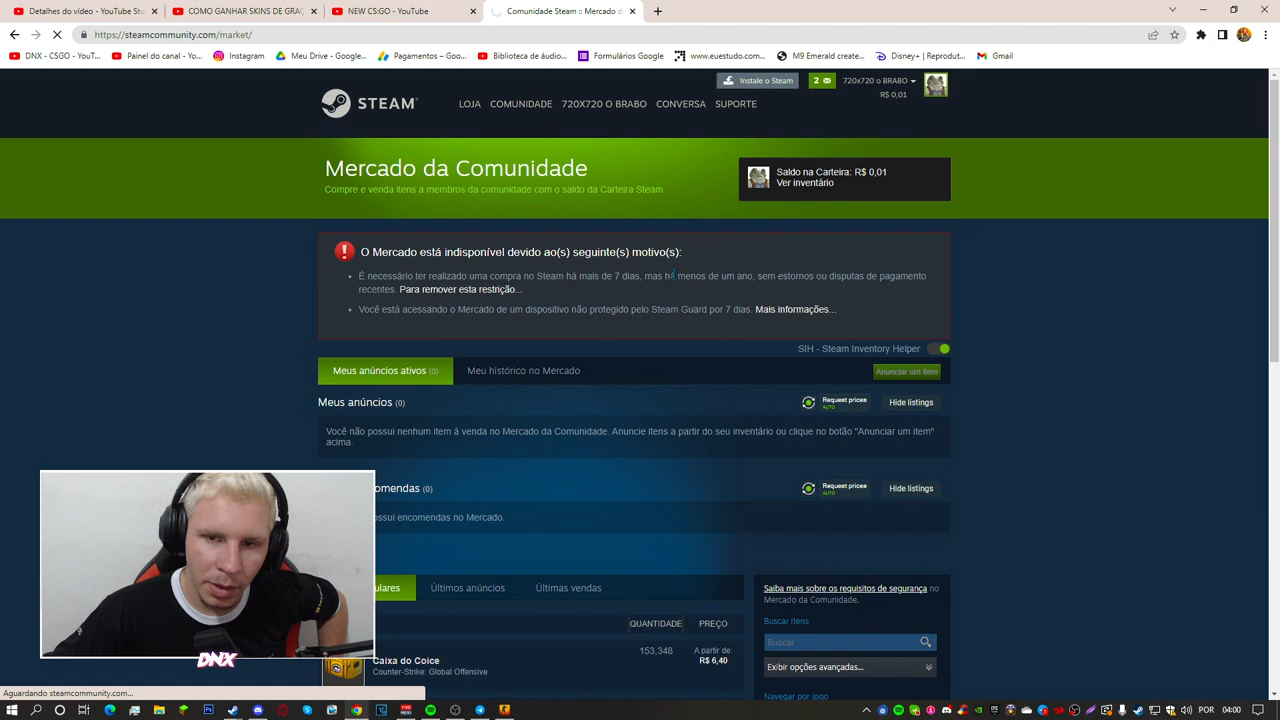 Detalhes do vídeo - YouTube Stu
COMO GANHAR SKINS DE GRAÇ
NEW CS:GO - YouTube
Comunidade Steam :: Mercado d
https://steamcommunity.com/market/
DNX - CSGO - YouT...
Painel do canal - Yo...
Meu Drive - Google...
Pagamentos – Goo...
Biblioteca de áudio...
Formulários Google
www.euestudo.com...
M9 Emerald create...
Disney+ | Reprodut...
Gmail
Instale o Steam
2
720x720 o BRABO
R$ 0,01
STEAM®
LOJA COMUNIDADE 720X720 O BRABO CONVERSA SUPORTE
Mercado da Comunidade
Compre e venda itens a membros da comunidade com o saldo da Carteira Steam.
Saldo na Carteira: R$ 0,01
Ver inventário
O Mercado está indisponível devido ao(s) seguinte(s) motivo(s):
• É necessário ter realizado uma compra no Steam há mais de 7 dias, mas há menos de um ano, sem estornos ou disputas de pagamento
recentes. Para remover esta restrição...
• Você está acessando o Mercado de um dispositivo não protegido pelo Steam Guard por 7 dias. Mais informações...
SIH - Steam Inventory Helper
Meus anúncios ativos (0)
Meu histórico no Mercado
Anunciar um item
Meus anúncios (0)
Request prices
AUTO
Hide listings
Você não possui nenhum item à venda no Mercado da Comunidade. Anuncie itens a partir do seu inventário ou clique no botão "Anunciar um item"
acima.
omendas (0)
Request prices
AUTO
Hide listings
ossui encomendas no Mercado.
ulares
Últimos anúncios
Últimas vendas
Saiba mais sobre os requisitos de segurança no
Mercado da Comunidade.
QUANTIDADE
PREÇO
Buscar itens
Buscar
153,348
A partir de:
R$ 6,40
Caixa do Coice
Counter-Strike: Global Offensive
Exibir opções avançadas...
Navegar por jogo
DNX
Aguardando steamcommunity.com...
POR
04:00